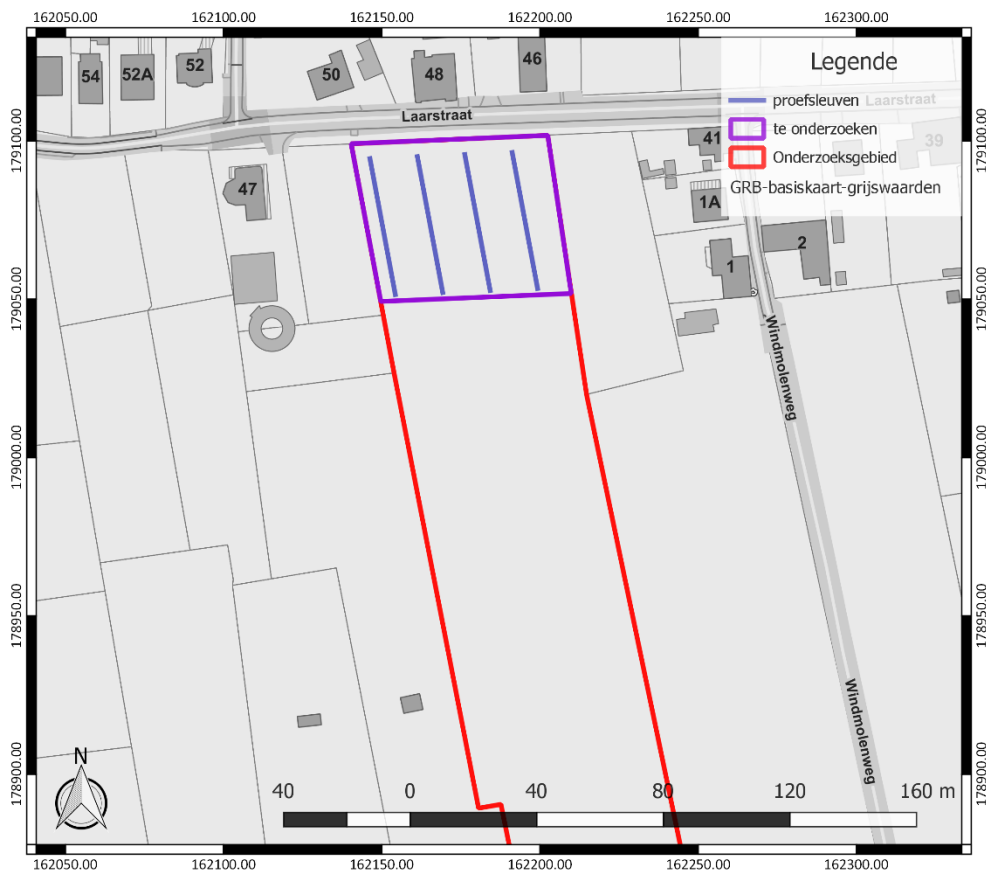 162050.00 162100.00 162150.00 162200.00 162250.00 162300.00
54
52A
52
50
48
46
Legende
proefsleuven
te onderzoeken
Onderzoeksgebied
GRB-basiskaart-grijswaarden
Laarstraat
Laarstraat
41
39
47
1A
1
2
Windmolenweg
Windmolenweg
179100.00
179050.00
179000.00
178950.00
178900.00
179100.00
179050.00
179000.00
178950.00
178900.00
N
40 0 40 80 120 160 m
162050.00 162100.00 162150.00 162200.00 162250.00 162300.00